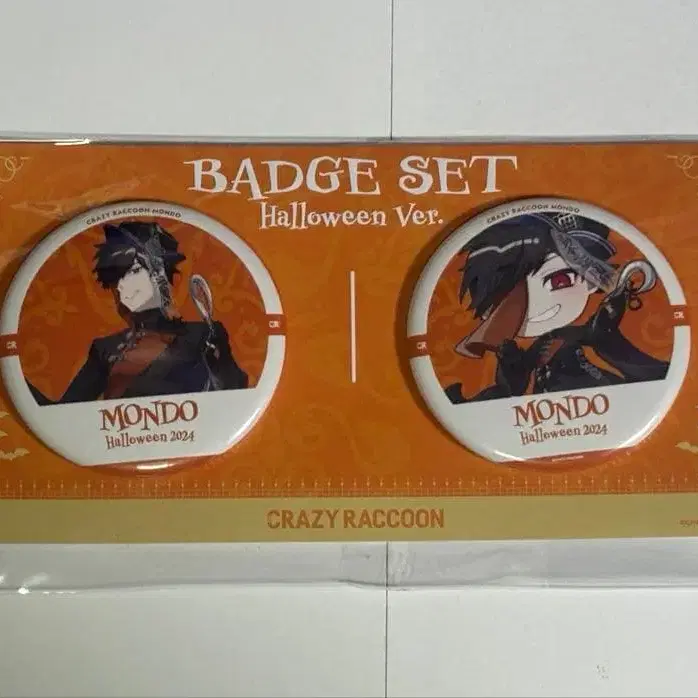 BADGE SET
Halloween Ver.
CRAZY RACCOON MONDO
CR
CR
MONDO
Halloween 2024
CRAZY RACCOON MONDO
CR
CR
MONDO
Halloween 2024
CRAZY RACCOON